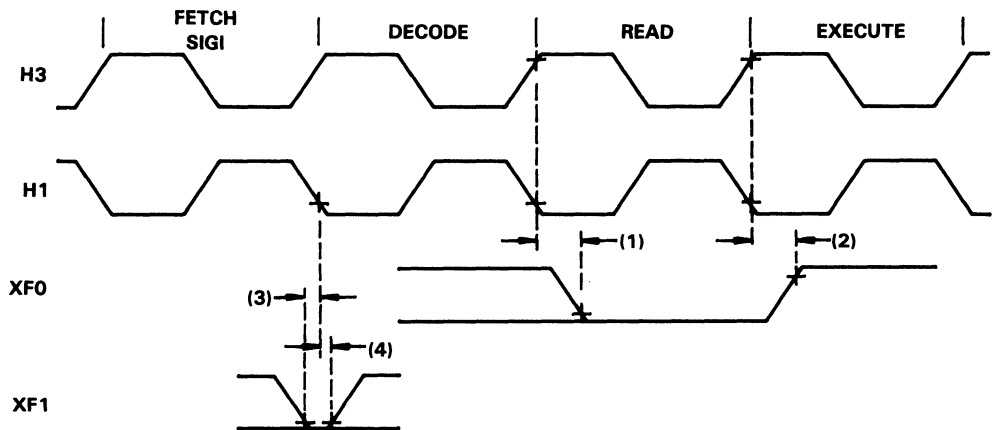 FETCH
SIGI
DECODE
READ
EXECUTE
H3
H1
(1)
(2)
XF0
(3)
(4)
XF1